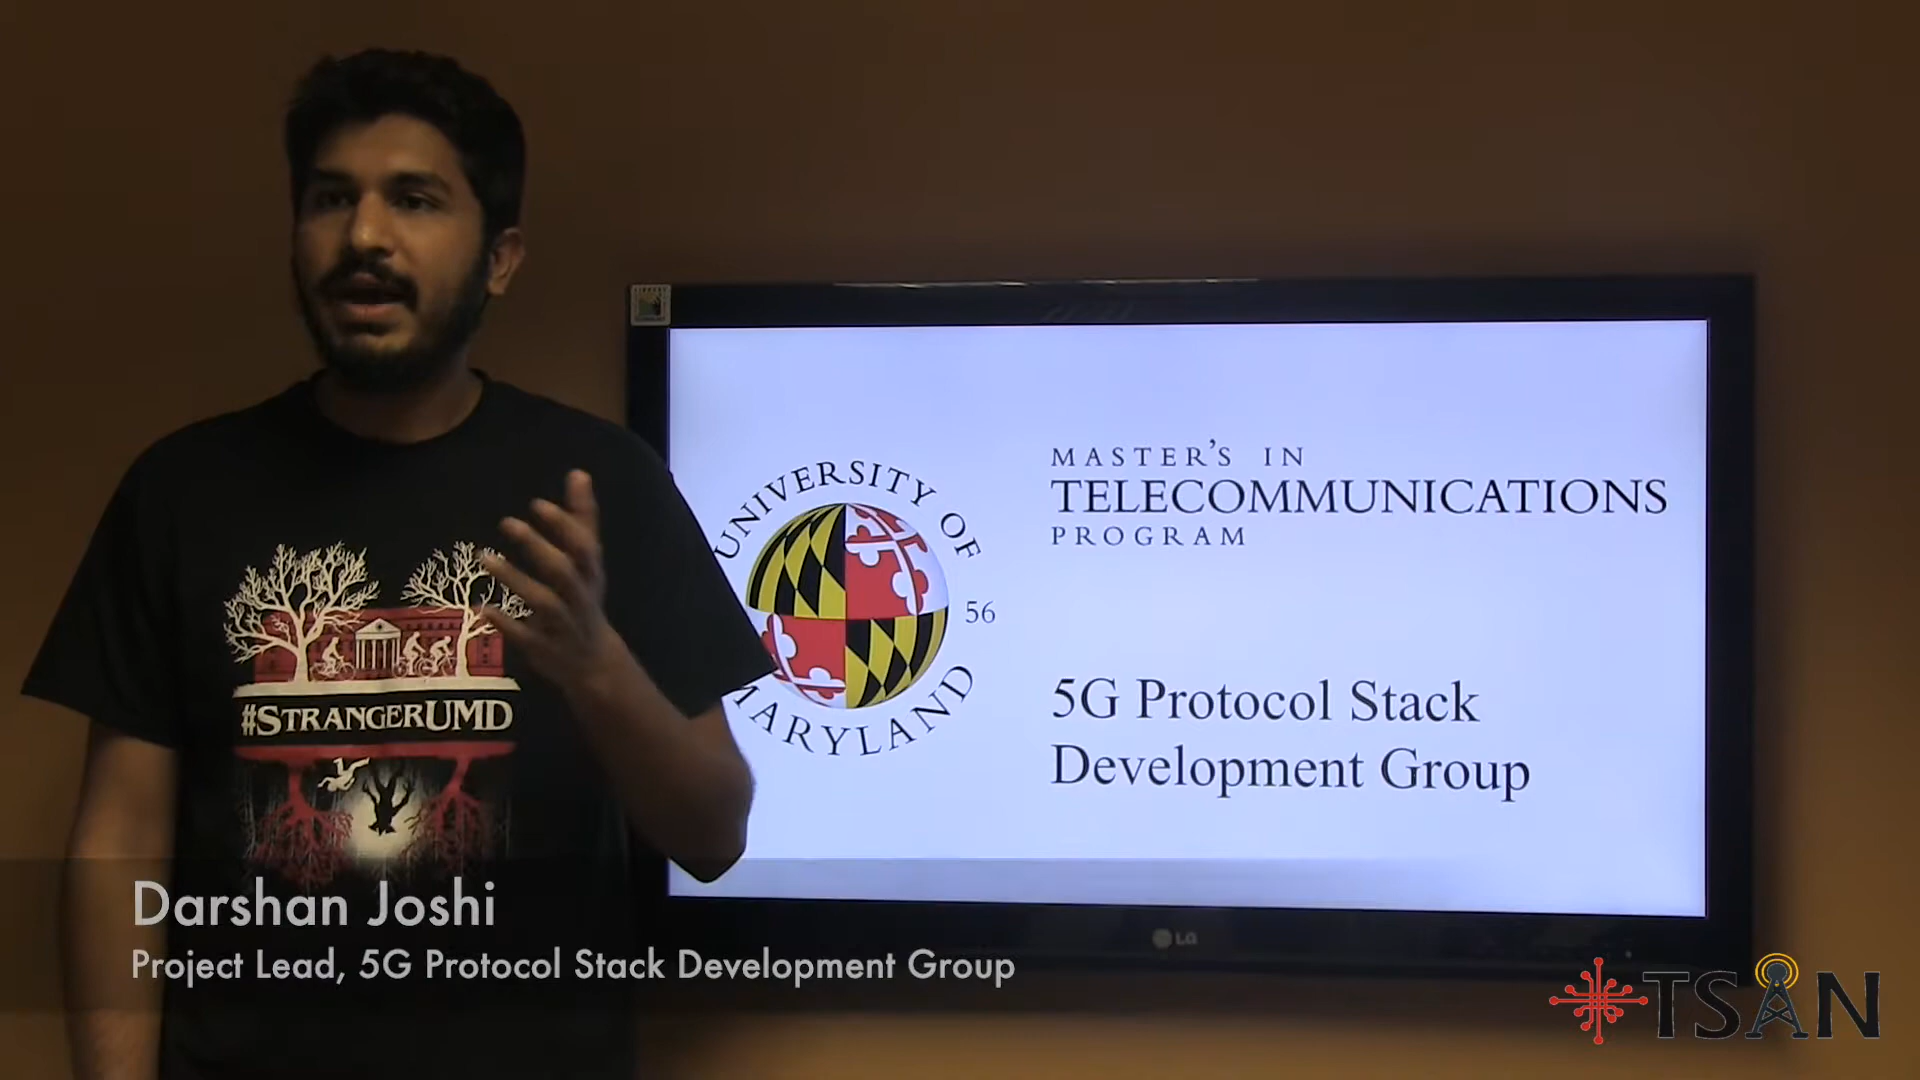 UNIVERSITY OF
MARYLAND
56
MASTER'S IN
TELECOMMUNICATIONS
PROGRAM
5G Protocol Stack
Development Group
#STRANGERUMD
LG
Darshan Joshi
Project Lead, 5G Protocol Stack Development Group
TSAN